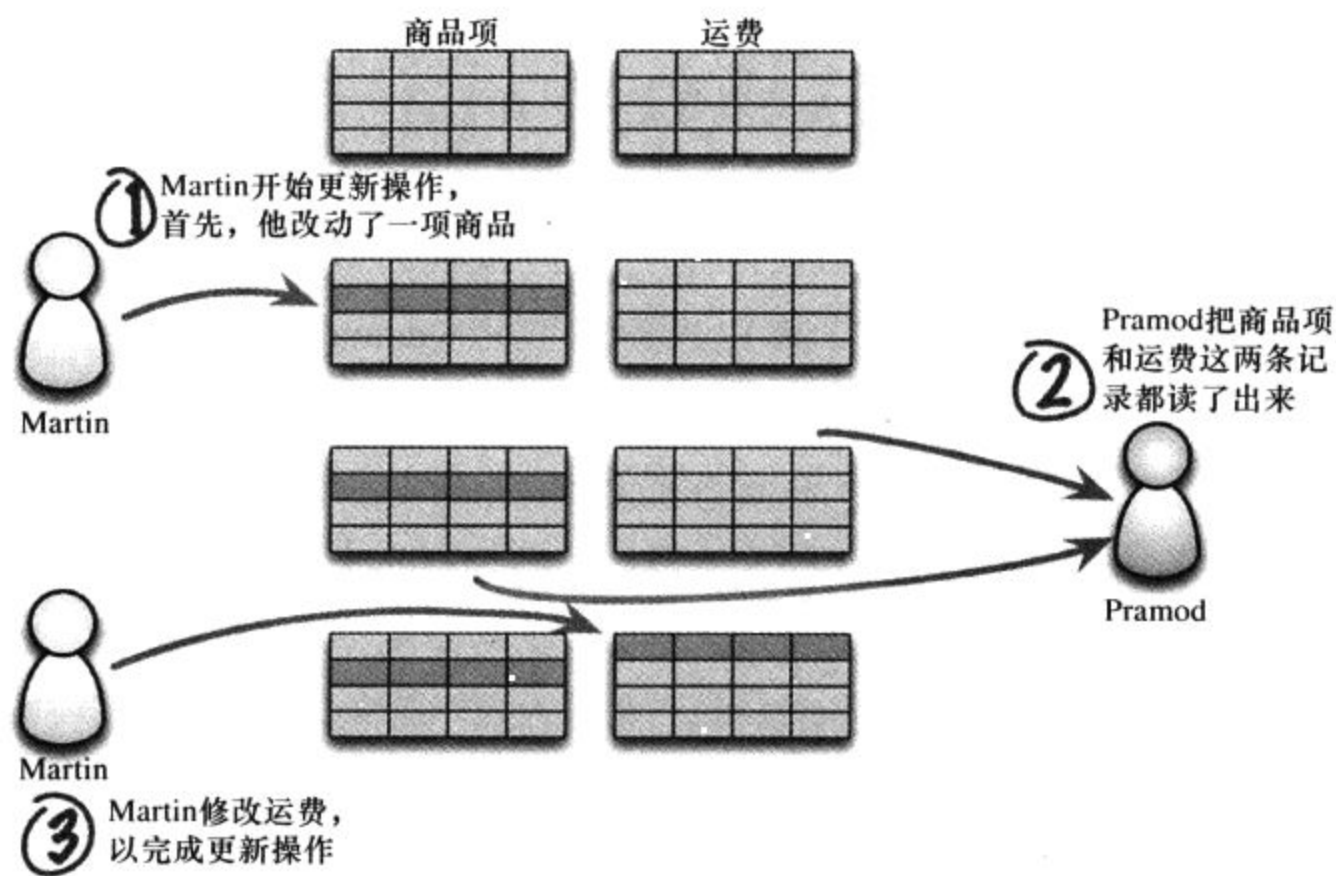 商品项
运费
1
Martin开始更新操作，
首先，他改动了一项商品
Martin
Pramod把商品项
和运费这两条记
录都读了出来
2
Pramod
Martin
3
Martin修改运费，
以完成更新操作